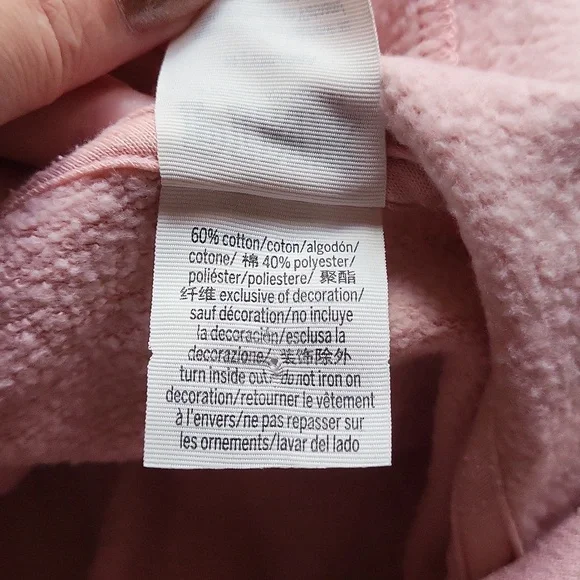 60% cotton/coton/algodón/
cotone/ 棉 40% polyester/
poliéster/poliestere/ 聚酯
纤维 exclusive of decoration/
sauf décoration/no incluye
la decoración/esclusa la
decorazione/ 装饰除外
turn inside out/do not iron on
decoration/retourner le vêtement
à l'envers/ne pas repasser sur
les ornements/lavar del lado